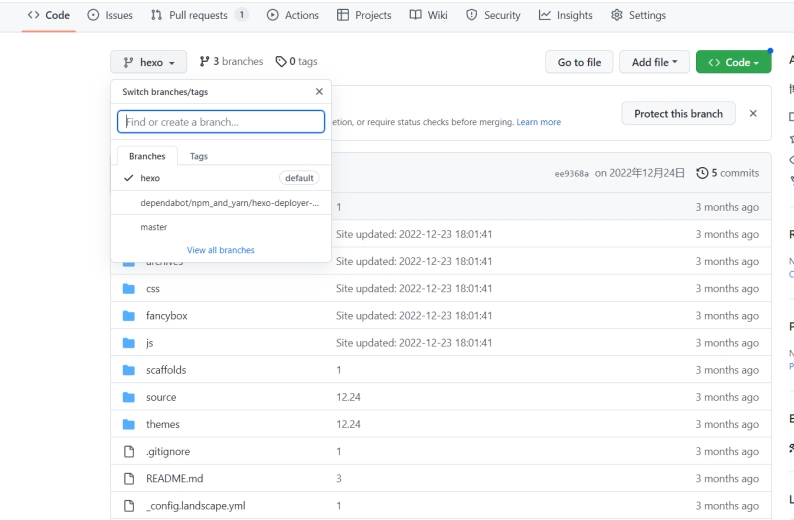 Code Issues Pull requests 1 Actions Projects Wiki Security Insights Settings
hexo 3 branches 0 tags Go to file Add file Code
Switch branches/tags
Find or create a branch...
etion, or require status checks before merging. Learn more Protect this branch
Branches Tags
hexo default
ee9368a on 2022年12月24日 5 commits
dependabot/npm_and_yarn/hexo-deployer-... 1 3 months ago
master
Site updated: 2022-12-23 18:01:41 3 months ago
View all branches
archives Site updated: 2022-12-23 18:01:41 3 months ago
css Site updated: 2022-12-23 18:01:41 3 months ago
fancybox Site updated: 2022-12-23 18:01:41 3 months ago
js Site updated: 2022-12-23 18:01:41 3 months ago
scaffolds 1 3 months ago
source 12.24 3 months ago
themes 12.24 3 months ago
.gitignore 1 3 months ago
README.md 3 3 months ago
_config.landscape.yml 1 3 months ago